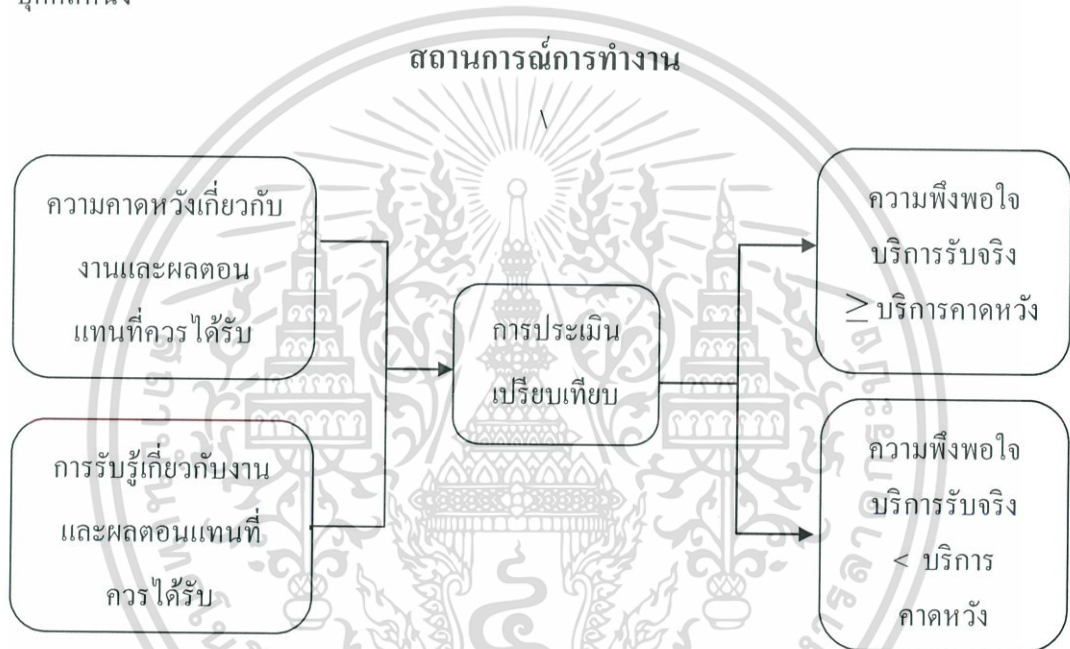 สถานการณ์การทำงาน
\
ความคาดหวังเกี่ยวกับ
งานและผลตอน
แทนที่ควรได้รับ
การรับรู้เกี่ยวกับงาน
และผลตอนแทนที่
ควรได้รับ
การประเมิน
เปรียบเทียบ
ความพึงพอใจ
บริการรับจริง
≥ บริการคาดหวัง
ความพึงพอใจ
บริการรับจริง
< บริการ
คาดหวัง